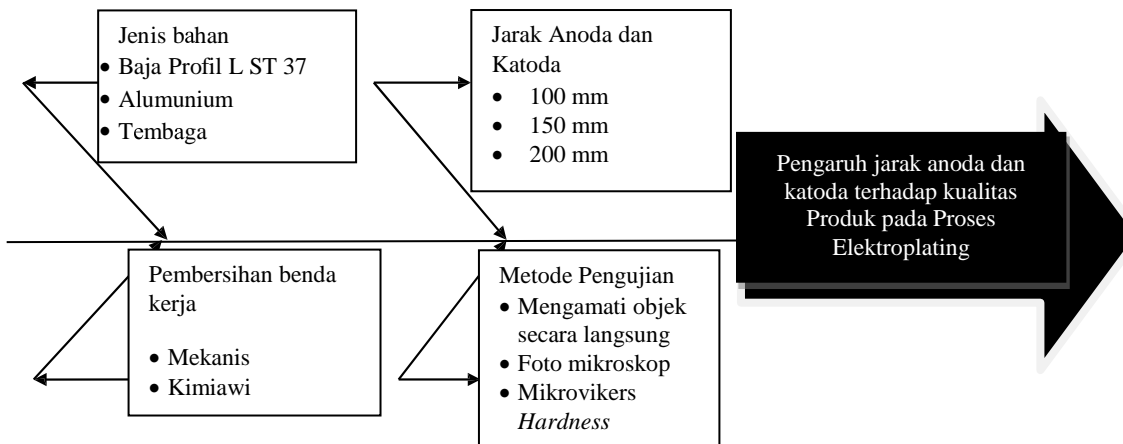 Jenis bahan
• Baja Profil L ST 37
• Alumunium
• Tembaga
Jarak Anoda dan
Katoda
• 100 mm
• 150 mm
• 200 mm
Pengaruh jarak anoda dan
katoda terhadap kualitas
Produk pada Proses
Elektroplating
Pembersihan benda
kerja
• Mekanis
• Kimiawi
Metode Pengujian
• Mengamati objek
secara langsung
• Foto mikroskop
• Mikrovikers
Hardness